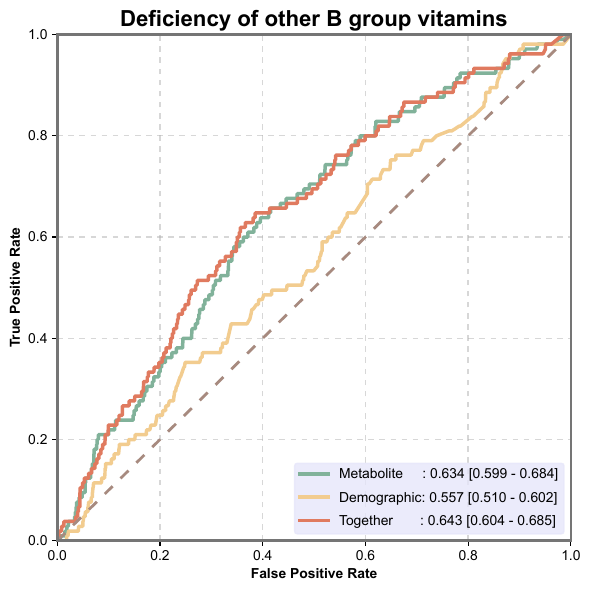 Deficiency of other B group vitamins
1.0
0.8
0.6
0.4
0.2
0.0
True Positive Rate
Metabolite : 0.634 [0.599 - 0.684]
Demographic: 0.557 [0.510 - 0.602]
Together : 0.643 [0.604 - 0.685]
0.0 0.2 0.4 0.6 0.8 1.0
False Positive Rate